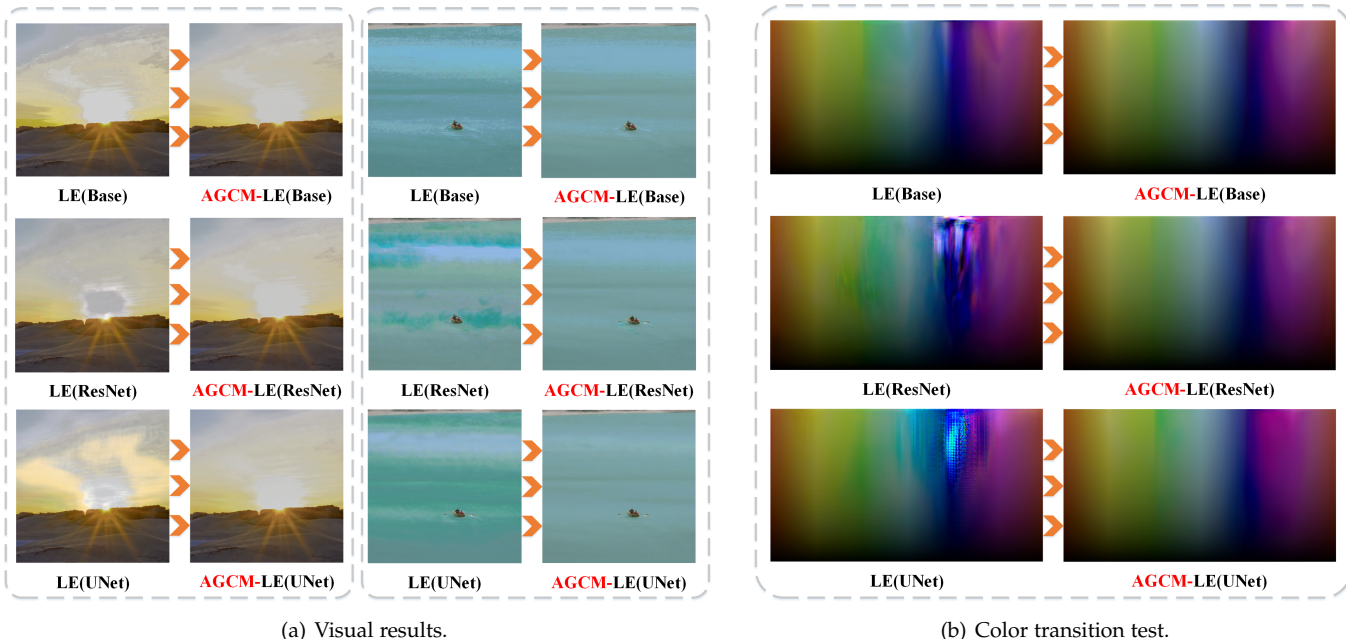 LE(Base) AGCM-LE(Base) LE(Base) AGCM-LE(Base) LE(Base) AGCM-LE(Base)
LE(ResNet) AGCM-LE(ResNet) LE(ResNet) AGCM-LE(ResNet) LE(ResNet) AGCM-LE(ResNet)
LE(UNet) AGCM-LE(UNet) LE(UNet) AGCM-LE(UNet) LE(UNet) AGCM-LE(UNet)
(a) Visual results. (b) Color transition test.